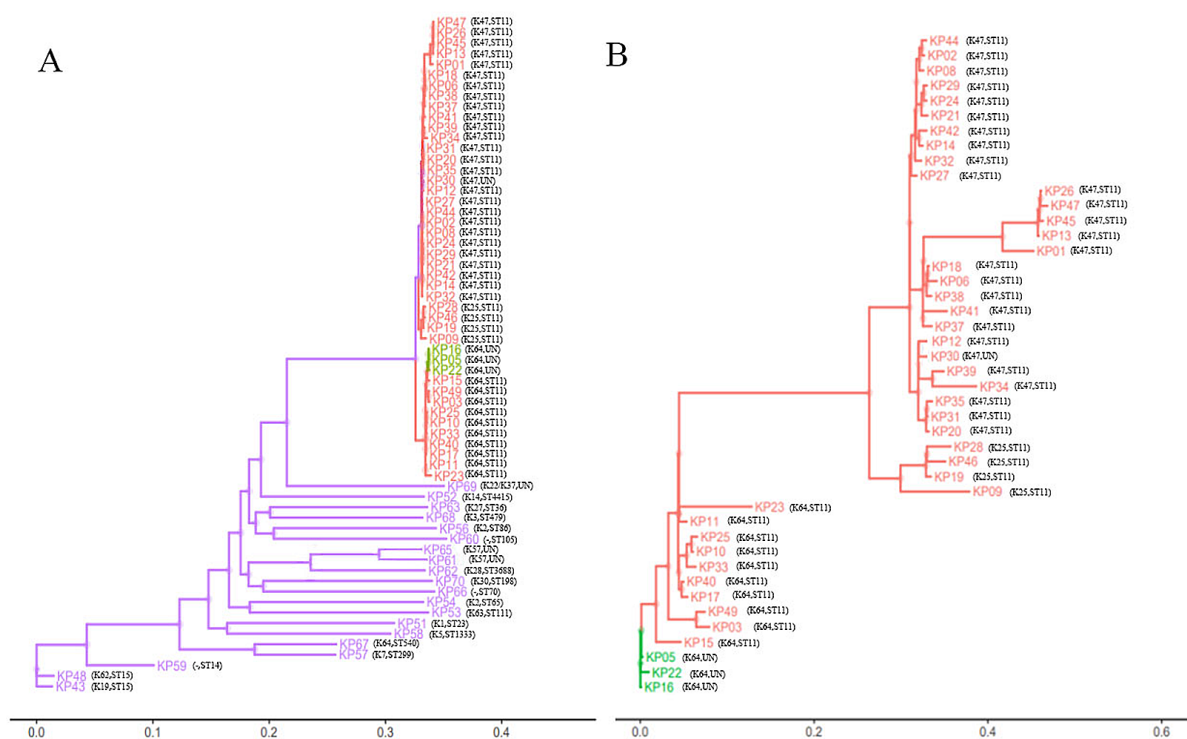 A
KP47 (K47,ST11)
KP26 (K47,ST11)
KP45 (K47,ST11)
KP13 (K47,ST11)
KP01 (K47,ST11)
KP18 (K47,ST11)
KP06 (K47,ST11)
KP38 (K47,ST11)
KP37 (K47,ST11)
KP41 (K47,ST11)
KP39 (K47,ST11)
KP34 (K47,ST11)
KP31 (K47,ST11)
KP20 (K47,ST11)
KP35 (K47,ST11)
KP30 (K47,UN)
KP12 (K47,ST11)
KP27 (K47,ST11)
KP44 (K47,ST11)
KP02 (K47,ST11)
KP08 (K47,ST11)
KP24 (K47,ST11)
KP29 (K47,ST11)
KP21 (K47,ST11)
KP42 (K47,ST11)
KP14 (K47,ST11)
KP32 (K47,ST11)
KP28 (K25,ST11)
KP46 (K25,ST11)
KP19 (K25,ST11)
KP09 (K25,ST11)
KP16 (K64,UN)
KP05 (K64,UN)
KP22 (K64,UN)
KP15 (K64,ST11)
KP49 (K64,ST11)
KP03 (K64,ST11)
KP25 (K64,ST11)
KP10 (K64,ST11)
KP33 (K64,ST11)
KP40 (K64,ST11)
KP17 (K64,ST11)
KP11 (K64,ST11)
KP23 (K64,ST11)
KP69 (K22/K37,UN)
KP52 (K14,ST4415)
KP63 (K27,ST36)
KP68 (K3,ST479)
KP56 (K2,ST86)
KP60 (-,ST105)
KP65 (K57,UN)
KP61 (K57,UN)
KP62 (K28,ST3688)
KP70 (K30,ST198)
KP66 (-,ST70)
KP54 (K2,ST65)
KP53 (K63,ST111)
KP51 (K1,ST23)
KP58 (K5,ST1333)
KP67 (K64,ST540)
KP57 (K7,ST299)
KP59 (-,ST14)
KP48 (K62,ST15)
KP43 (K19,ST15)
0.0 0.1 0.2 0.3 0.4
B
KP44 (K47,ST11)
KP02 (K47,ST11)
KP08 (K47,ST11)
KP29 (K47,ST11)
KP24 (K47,ST11)
KP21 (K47,ST11)
KP42 (K47,ST11)
KP14 (K47,ST11)
KP32 (K47,ST11)
KP27 (K47,ST11)
KP26 (K47,ST11)
KP47 (K47,ST11)
KP45 (K47,ST11)
KP13 (K47,ST11)
KP01 (K47,ST11)
KP18 (K47,ST11)
KP06 (K47,ST11)
KP38 (K47,ST11)
KP41 (K47,ST11)
KP37 (K47,ST11)
KP12 (K47,ST11)
KP30 (K47,UN)
KP39 (K47,ST11)
KP34 (K47,ST11)
KP35 (K47,ST11)
KP31 (K47,ST11)
KP20 (K47,ST11)
KP28 (K25,ST11)
KP46 (K25,ST11)
KP19 (K25,ST11)
KP09 (K25,ST11)
KP23 (K64,ST11)
KP11 (K64,ST11)
KP25 (K64,ST11)
KP10 (K64,ST11)
KP33 (K64,ST11)
KP40 (K64,ST11)
KP17 (K64,ST11)
KP49 (K64,ST11)
KP03 (K64,ST11)
KP15 (K64,ST11)
KP05 (K64,UN)
KP22 (K64,UN)
KP16 (K64,UN)
0.0 0.2 0.4 0.6